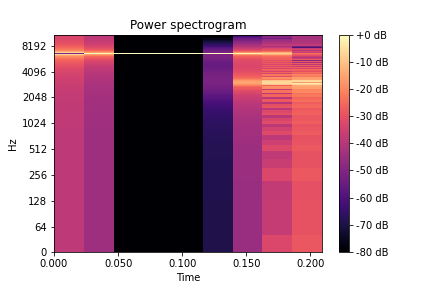 Power spectrogram
8192
4096
2048
1024
512
256
128
64
0
Hz
0.000 0.050 0.100 0.150 0.200
Time
+0 dB
-10 dB
-20 dB
-30 dB
-40 dB
-50 dB
-60 dB
-70 dB
-80 dB